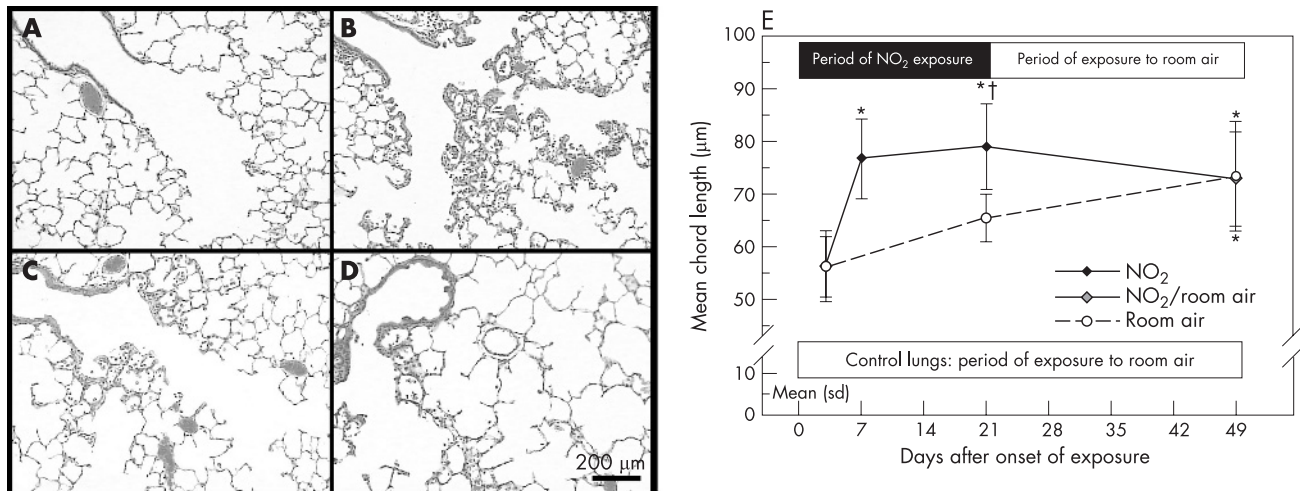 A
B
C
D
200 μm
E
100
90
80
70
60
50
10
0
Mean chord length (μm)
Period of NO2 exposure
Period of exposure to room air
*
*†
*
*
NO2
NO2/room air
Room air
Control lungs: period of exposure to room air
Mean (sd)
0 7 14 21 28 35 42 49
Days after onset of exposure